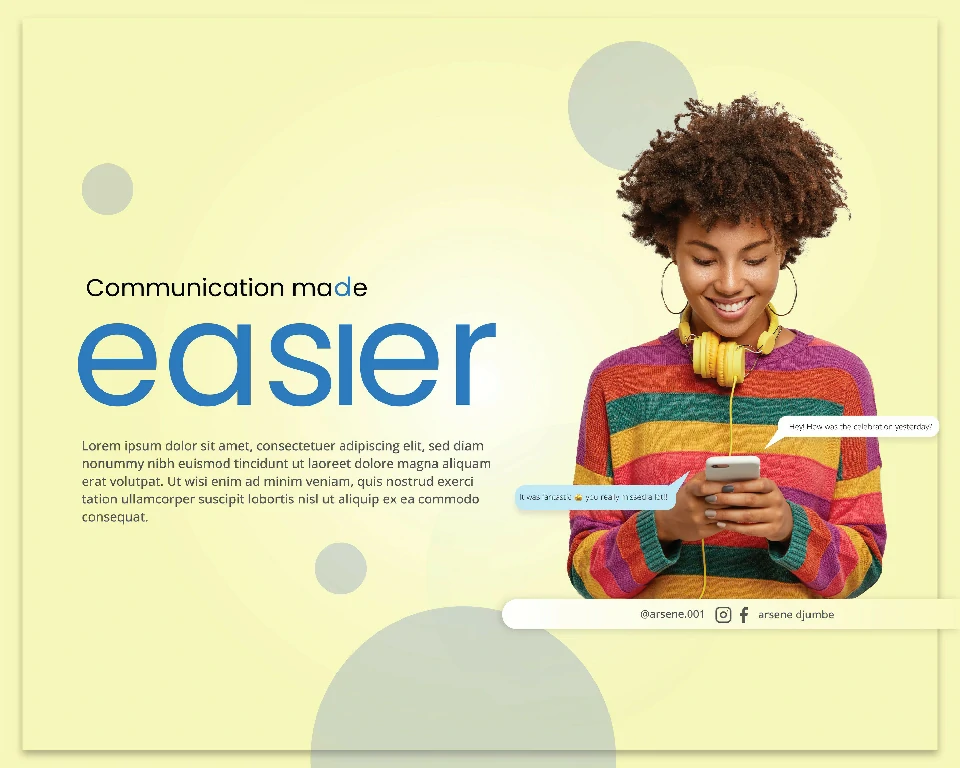 Communication made
easier
Lorem ipsum dolor sit amet, consectetuer adipiscing elit, sed diam
nonummy nibh euismod tincidunt ut laoreet dolore magna aliquam
erat volutpat. Ut wisi enim ad minim veniam, quis nostrud exerci
tation ullamcorper suscipit lobortis nisl ut aliquip ex ea commodo
consequat.
Hey! How was the celebration yesterday?
It was fantastic 😄 you really missed a lot!!
@arsene.001 arsene djumbe